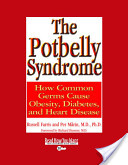 The
Potbelly
Syndrome
How Common
Germs Cause
Obesity, Diabetes,
and Heart Disease
Russell Farris and Per Mårin, M.D., Ph.D.